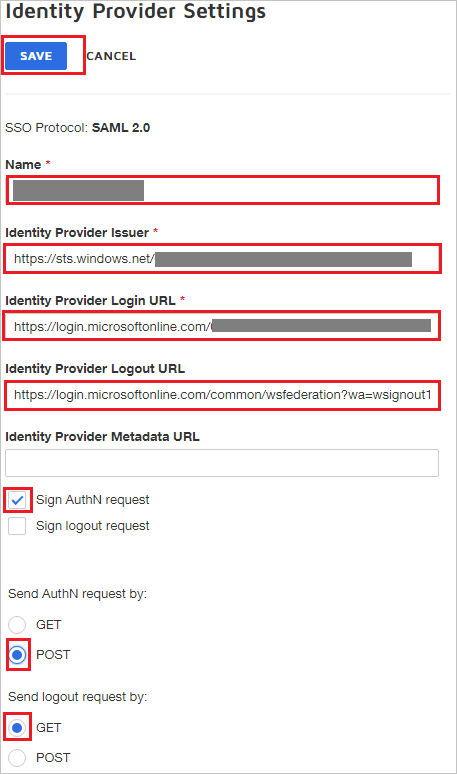 Identity Provider Settings
SAVE CANCEL
SSO Protocol: SAML 2.0
Name *
Identity Provider Issuer *
https://sts.windows.net/
Identity Provider Login URL *
https://login.microsoftonline.com/
Identity Provider Logout URL
https://login.microsoftonline.com/common/wsfederation?wa=wsignout1
Identity Provider Metadata URL
Sign AuthN request
Sign logout request
Send AuthN request by:
GET
POST
Send logout request by:
GET
POST